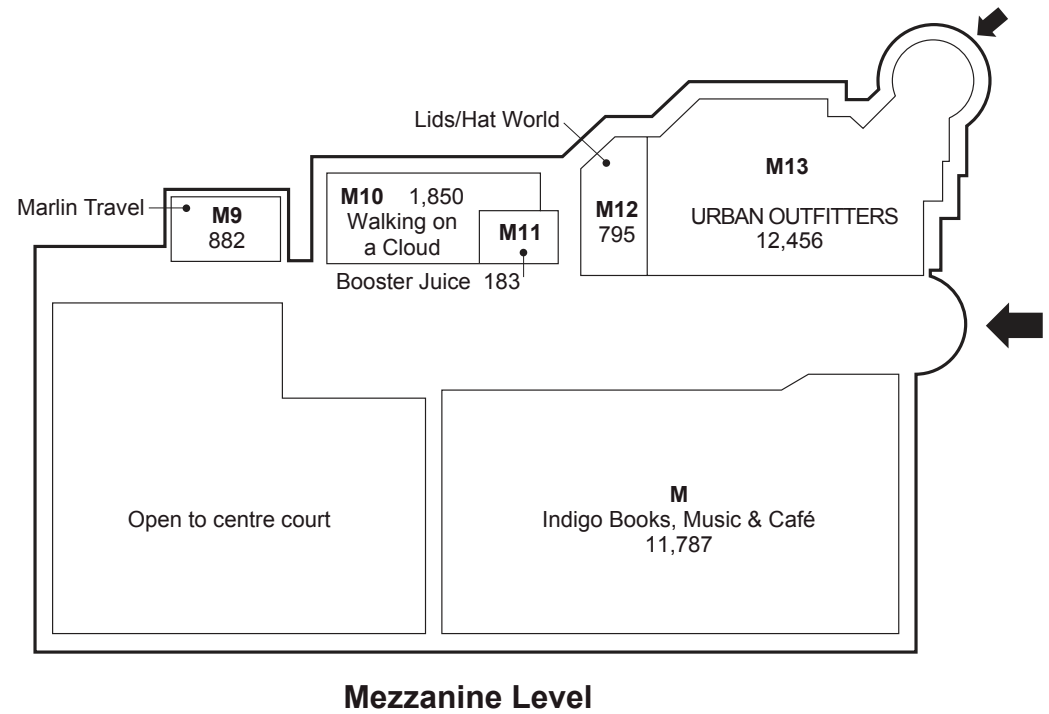 Lids/Hat World
M13
Marlin Travel
M9
882
M10 1,850
Walking on
a Cloud
M11
Booster Juice 183
M12
795
URBAN OUTFITTERS
12,456
Open to centre court
M
Indigo Books, Music & Café
11,787
Mezzanine Level